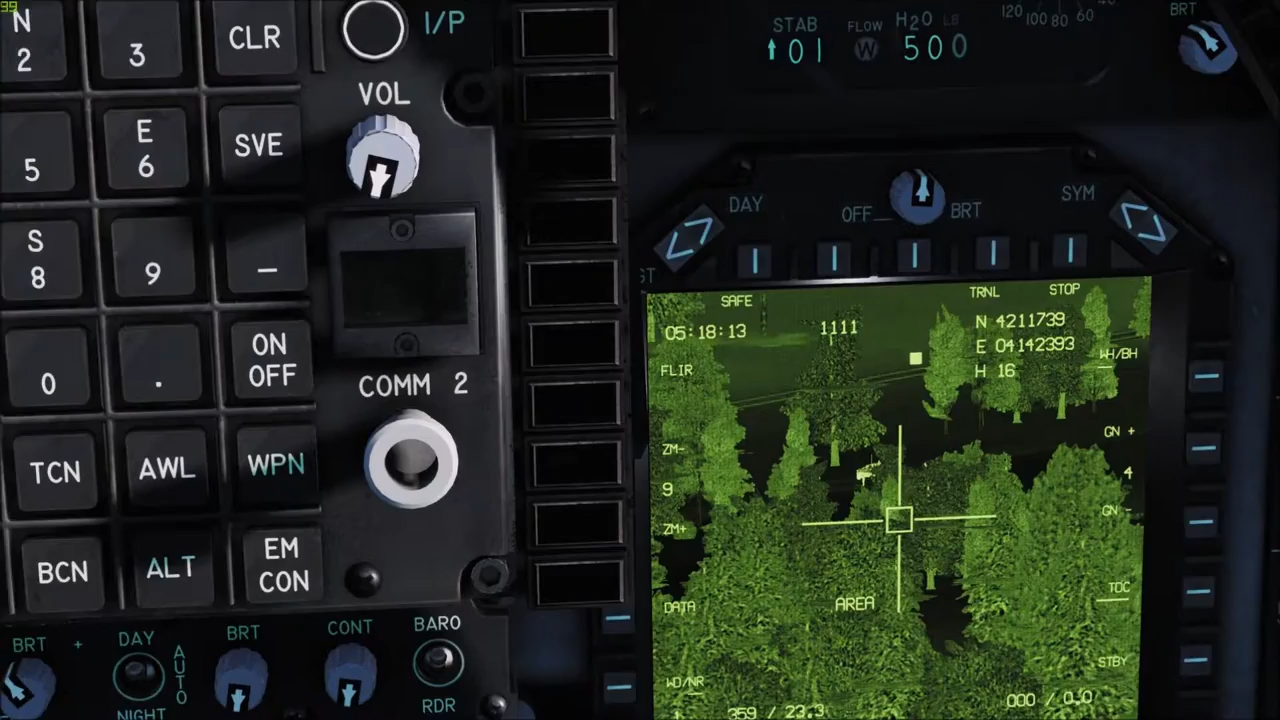 99
N
2
3
CLR
I/P
VOL
5
E
6
SVE
S
8
9
–
0
.
ON
OFF
COMM 2
TCN
AWL
WPN
BCN
ALT
EM
CON
BRT
+
DAY
AUTO
NIGHT
BRT
CONT
BARO
RDR
STAB
01
FLOW
W
H2O LB
500
120 100 80 60
BRT
DAY
OFF
BRT
SYM
SAFE
TRNL
STOP
05:18:13
1111
N 4211739
E 04142393
H 16
FLIR
WH/BH
ZM-
9
ZM+
GN +
4
GN -
DATA
AREA
TDC
STBY
WD/NR
359 / 23.3
000 / 0.0